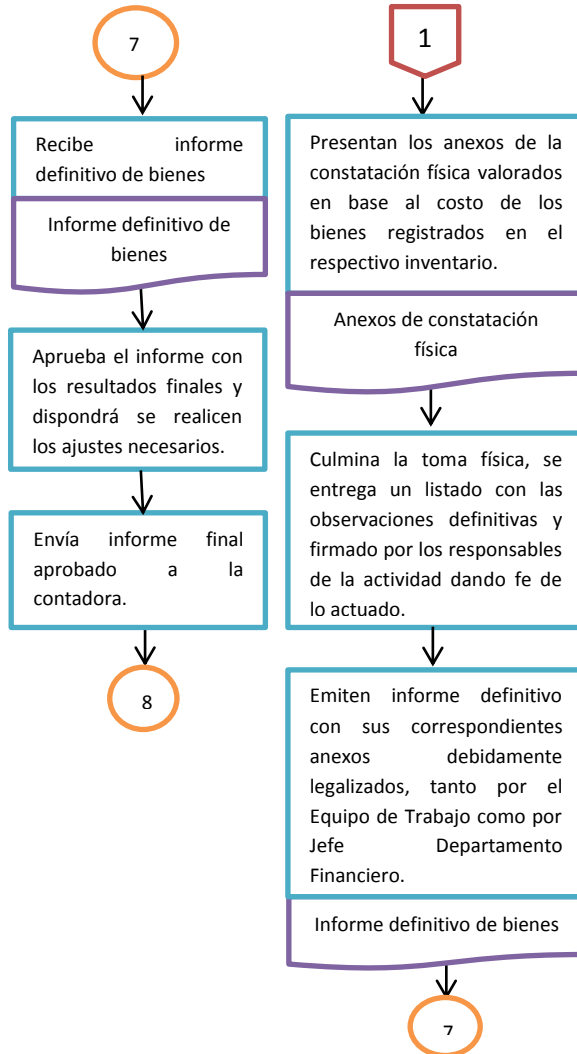 7
Recibe informe
definitivo de bienes
Informe definitivo de
bienes
Aprueba el informe con
los resultados finales y
dispondrá se realicen
los ajustes necesarios.
Envía informe final
aprobado a la
contadora.
8
1
Presentan los anexos de la
constatación física valorados
en base al costo de los
bienes registrados en el
respectivo inventario.
Anexos de constatación
física
Culmina la toma física, se
entrega un listado con las
observaciones definitivas y
firmado por los responsables
de la actividad dando fe de
lo actuado.
Emiten informe definitivo
con sus correspondientes
anexos debidamente
legalizados, tanto por el
Equipo de Trabajo como por
Jefe Departamento
Financiero.
Informe definitivo de bienes
7